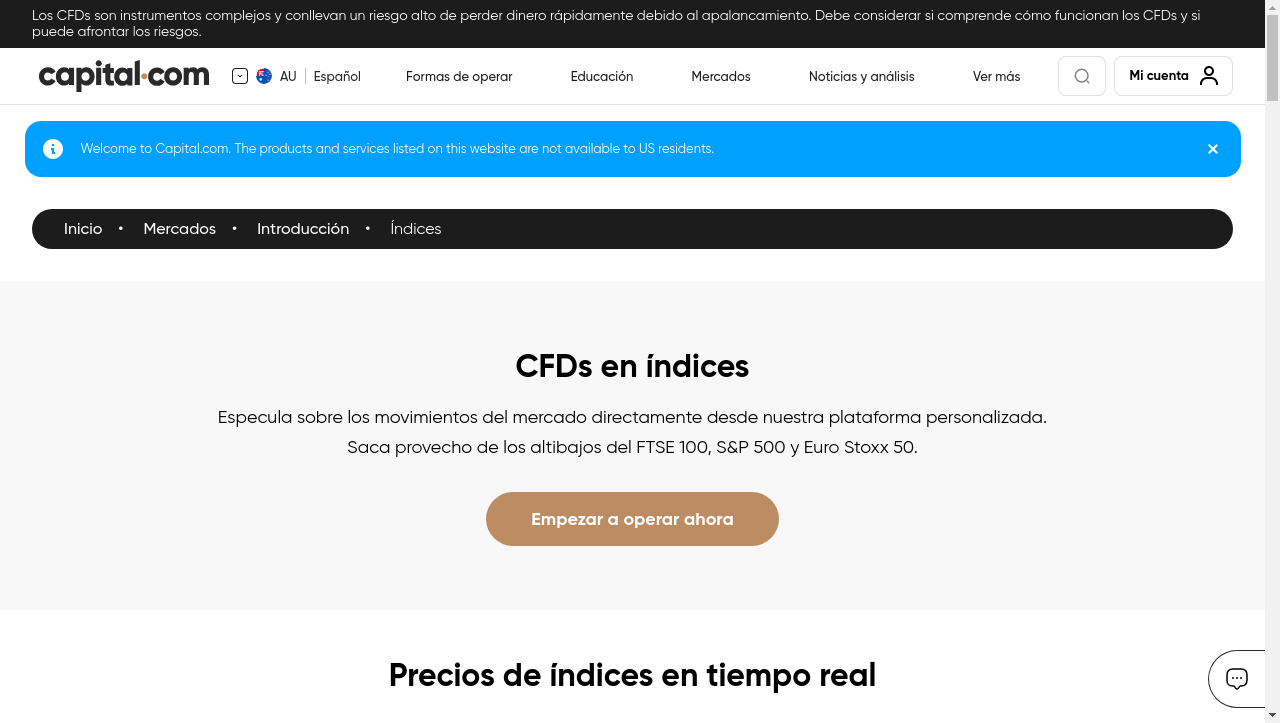 Los CFDs son instrumentos complejos y conllevan un riesgo alto de perder dinero rápidamente debido al apalancamiento. Debe considerar si comprende cómo funcionan los CFDs y si
puede afrontar los riesgos.
capital.com
AU
Español
Formas de operar
Educación
Mercados
Noticias y análisis
Ver más
Mi cuenta
Welcome to Capital.com. The products and services listed on this website are not available to US residents.
Inicio • Mercados • Introducción • Índices
CFDs en índices
Especula sobre los movimientos del mercado directamente desde nuestra plataforma personalizada.
Saca provecho de los altibajos del FTSE 100, S&P 500 y Euro Stoxx 50.
Empezar a operar ahora
Precios de índices en tiempo real